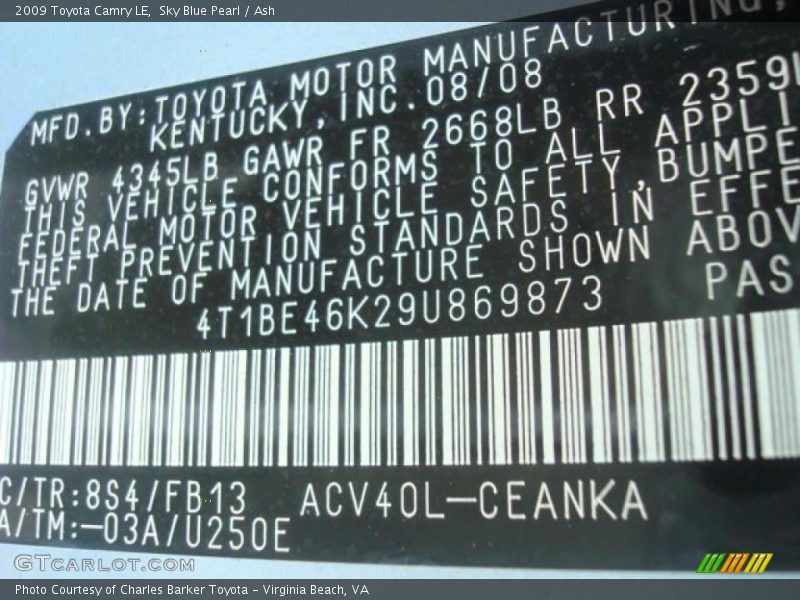 2009 Toyota Camry LE, Sky Blue Pearl / Ash
MFD.BY:TOYOTA MOTOR MANUFACTURING,
KENTUCKY,INC.08/08
GVWR 4345LB GAWR FR 2668LB RR 2359L
THIS VEHICLE CONFORMS TO ALL APPLI
FEDERAL MOTOR VEHICLE SAFETY,BUMPE
THEFT PREVENTION STANDARDS IN EFFE
THE DATE OF MANUFACTURE SHOWN ABOV
4T1BE46K29U869873 PAS
C/TR:8S4/FB13 ACV40L-CEANKA
A/TM:-03A/U250E
GTCARLOT.COM
Photo Courtesy of Charles Barker Toyota - Virginia Beach, VA